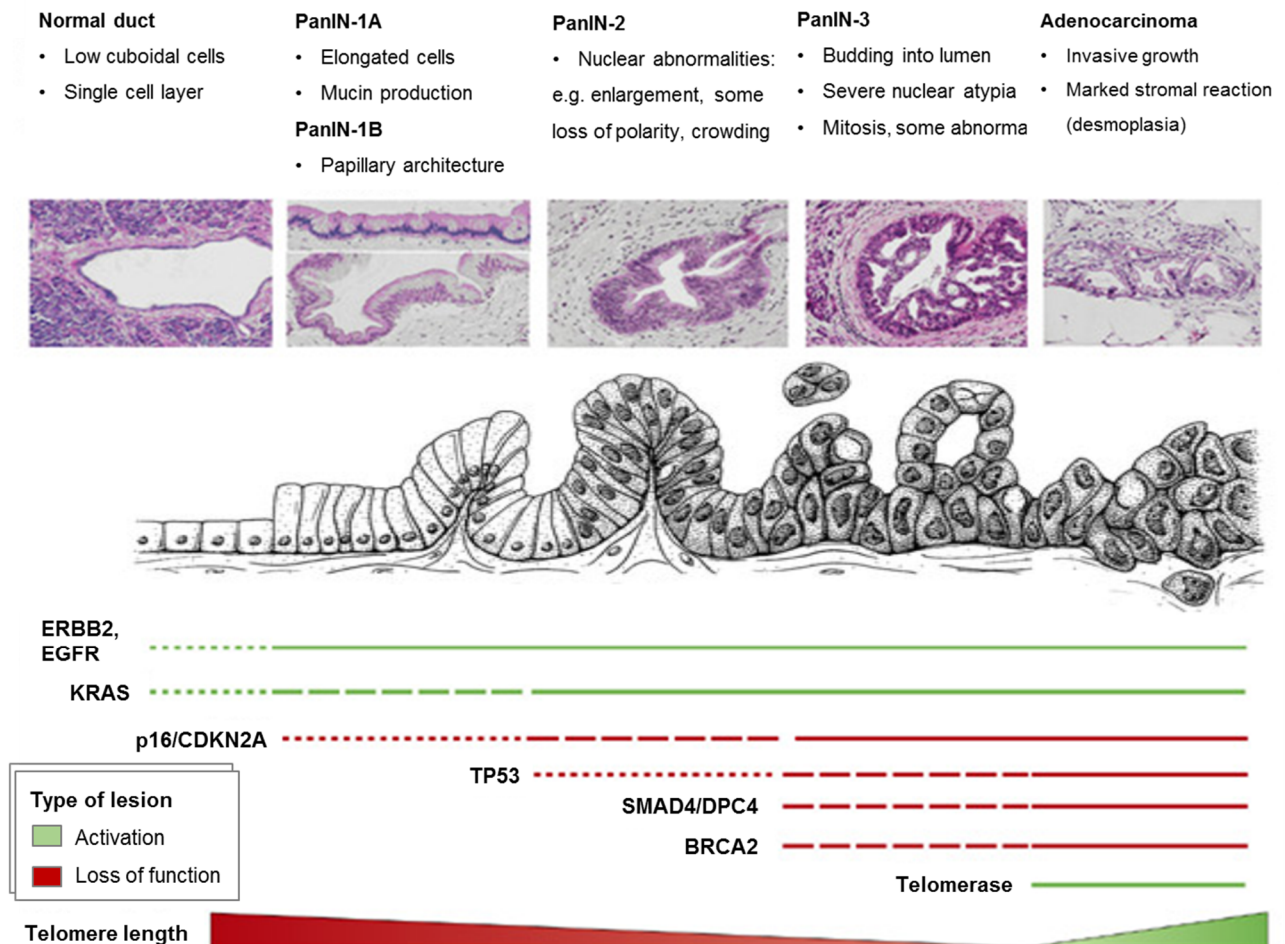 Normal duct
• Low cuboidal cells
• Single cell layer
PanIN-1A
• Elongated cells
• Mucin production
PanIN-1B
• Papillary architecture
PanIN-2
• Nuclear abnormalities:
e.g. enlargement, some
loss of polarity, crowding
PanIN-3
• Budding into lumen
• Severe nuclear atypia
• Mitosis, some abnorma
Adenocarcinoma
• Invasive growth
• Marked stromal reaction
(desmoplasia)
ERBB2,
EGFR
KRAS
p16/CDKN2A
TP53
SMAD4/DPC4
BRCA2
Telomerase
Type of lesion
Activation
Loss of function
Telomere length